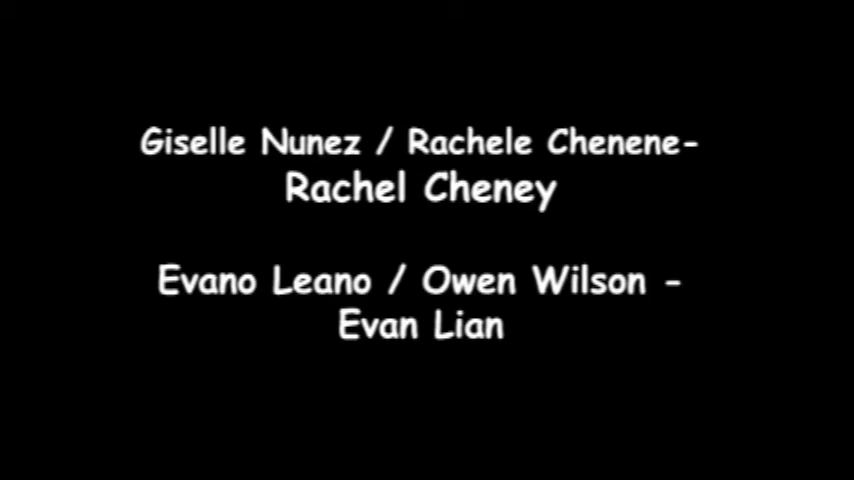 Giselle Nunez / Rachele Chenene-
Rachel Cheney
Evano Leano / Owen Wilson -
Evan Lian